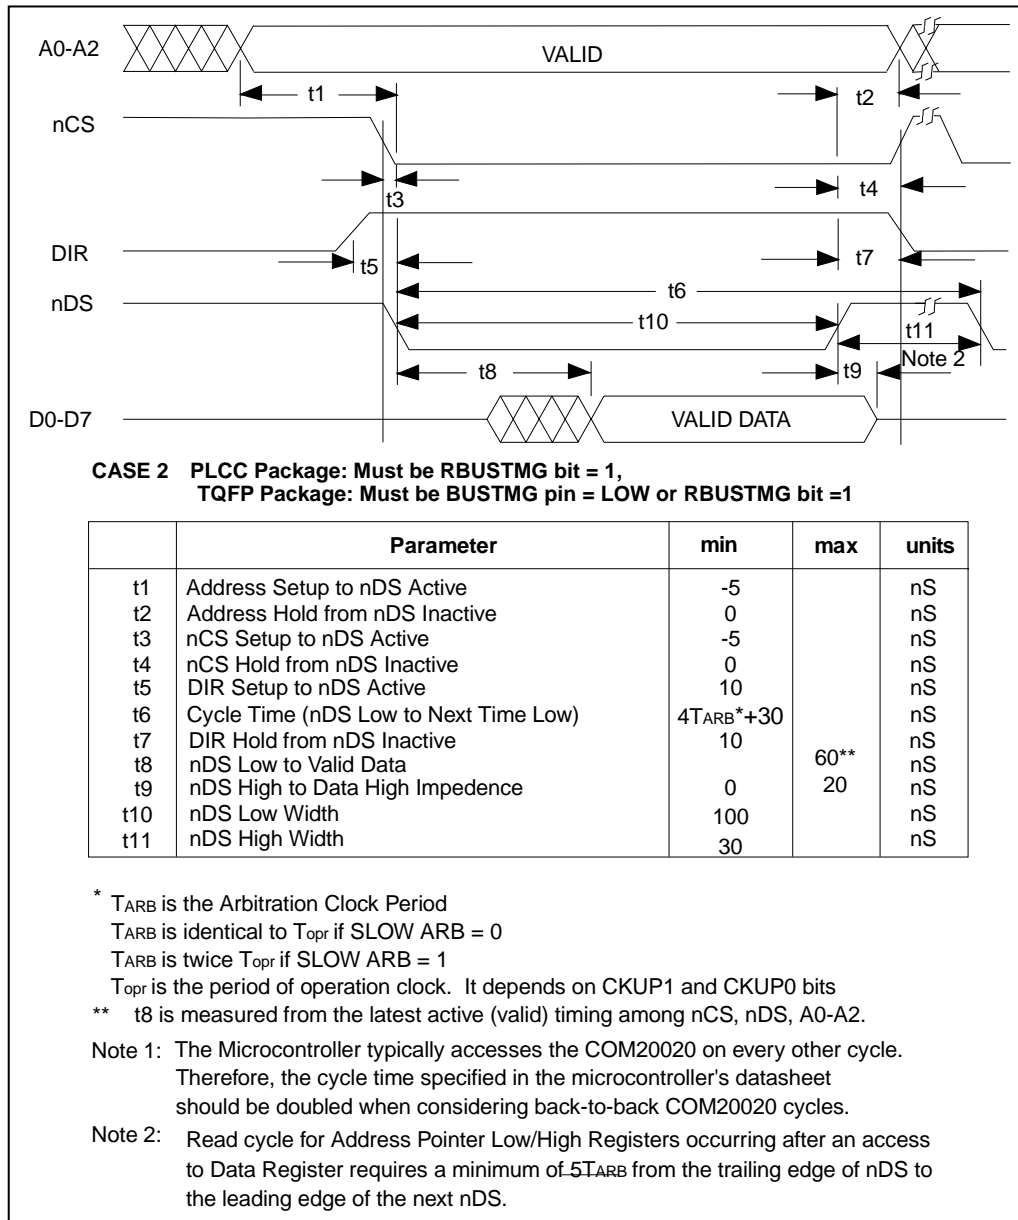 A0-A2
VALID
t1
t2
nCS
t3
t4
DIR
t5
t7
t6
nDS
t10
t11
t8
t9
Note 2
D0-D7
VALID DATA
CASE 2 PLCC Package: Must be RBUSTMG bit = 1,
TQFP Package: Must be BUSTMG pin = LOW or RBUSTMG bit =1
Parameter min max units
t1 Address Setup to nDS Active -5 nS
t2 Address Hold from nDS Inactive 0 nS
t3 nCS Setup to nDS Active -5 nS
t4 nCS Hold from nDS Inactive 0 nS
t5 DIR Setup to nDS Active 10 nS
t6 Cycle Time (nDS Low to Next Time Low) 4TARB*+30 nS
t7 DIR Hold from nDS Inactive 10 nS
t8 nDS Low to Valid Data 60** nS
t9 nDS High to Data High Impedence 0 20 nS
t10 nDS Low Width 100 nS
t11 nDS High Width 30 nS
* TARB is the Arbitration Clock Period
TARB is identical to Topr if SLOW ARB = 0
TARB is twice Topr if SLOW ARB = 1
Topr is the period of operation clock. It depends on CKUP1 and CKUP0 bits
** t8 is measured from the latest active (valid) timing among nCS, nDS, A0-A2.
Note 1: The Microcontroller typically accesses the COM20020 on every other cycle.
Therefore, the cycle time specified in the microcontroller's datasheet
should be doubled when considering back-to-back COM20020 cycles.
Note 2: Read cycle for Address Pointer Low/High Registers occurring after an access
to Data Register requires a minimum of 5TARB from the trailing edge of nDS to
the leading edge of the next nDS.